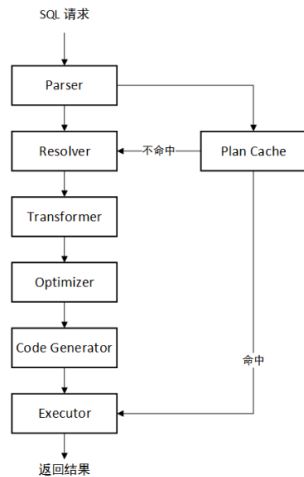 SQL 请求
Parser
Resolver
不命中
Plan Cache
Transformer
Optimizer
Code Generator
命中
Executor
返回结果